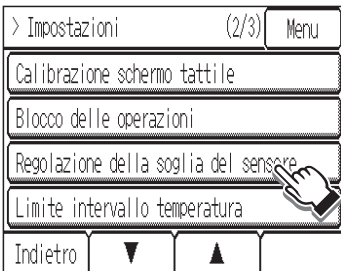 > Impostazioni (2/3) Menu
Calibrazione schermo tattile
Blocco delle operazioni
Regolazione della soglia del sensore
Limite intervallo temperatura
Indietro ▼ ▲